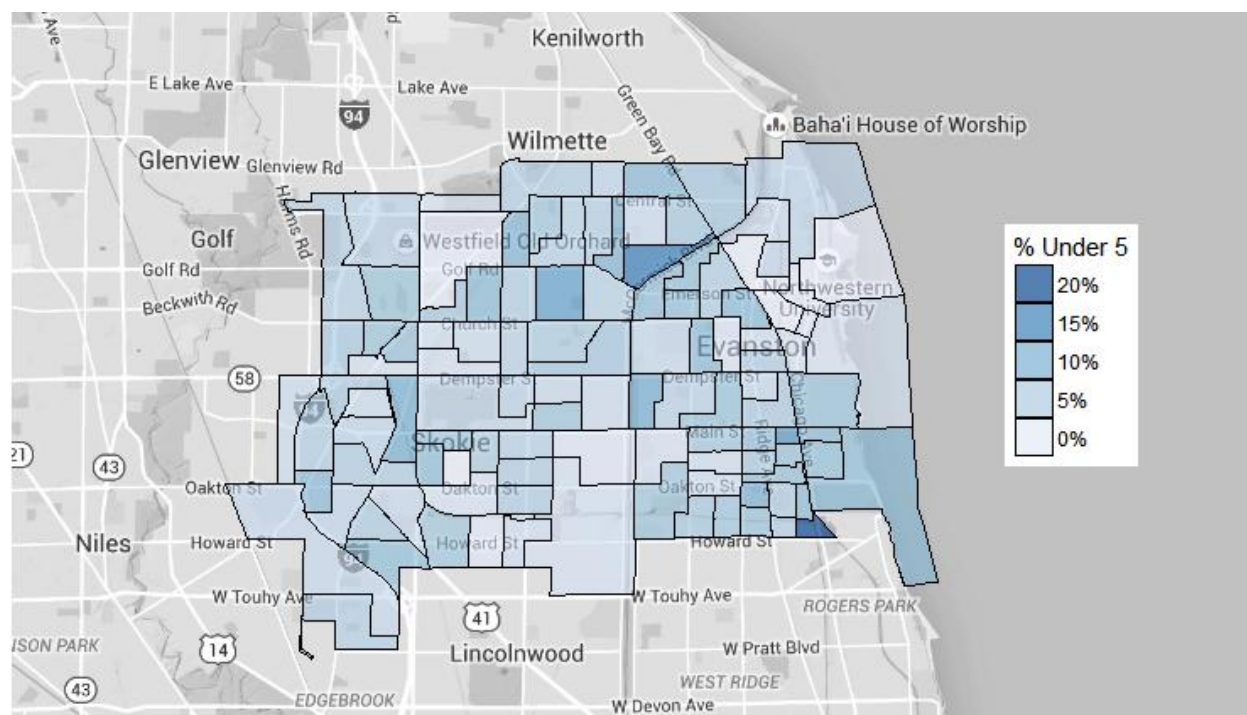 Ave
Rd
Kenilworth
E Lake Ave
Lake Ave
94
Green Bay Rd
Baha'i House of Worship
Wilmette
Glenview
Glenview Rd
Harms Rd
Central St
Golf
Westfield Old Orchard
Golf Rd
Golf Rd
Beckwith Rd
Emerson St
Northwestern
University
Church St
Evanston
58
Dempster S
Dempster St
94
Chicago Ave
Skokie
Main St
Ridge Ave
21
43
Oakton St
Oakton St
Oakton St
Niles
Howard St
Howard St
Howard St
94
W Touhy Ave
W Touhy Ave
ROGERS PARK
41
14
Lincolnwood
W Pratt Blvd
ISON PARK
WEST RIDGE
43
EDGEBROOK
W Devon Ave
% Under 5
20%
15%
10%
5%
0%